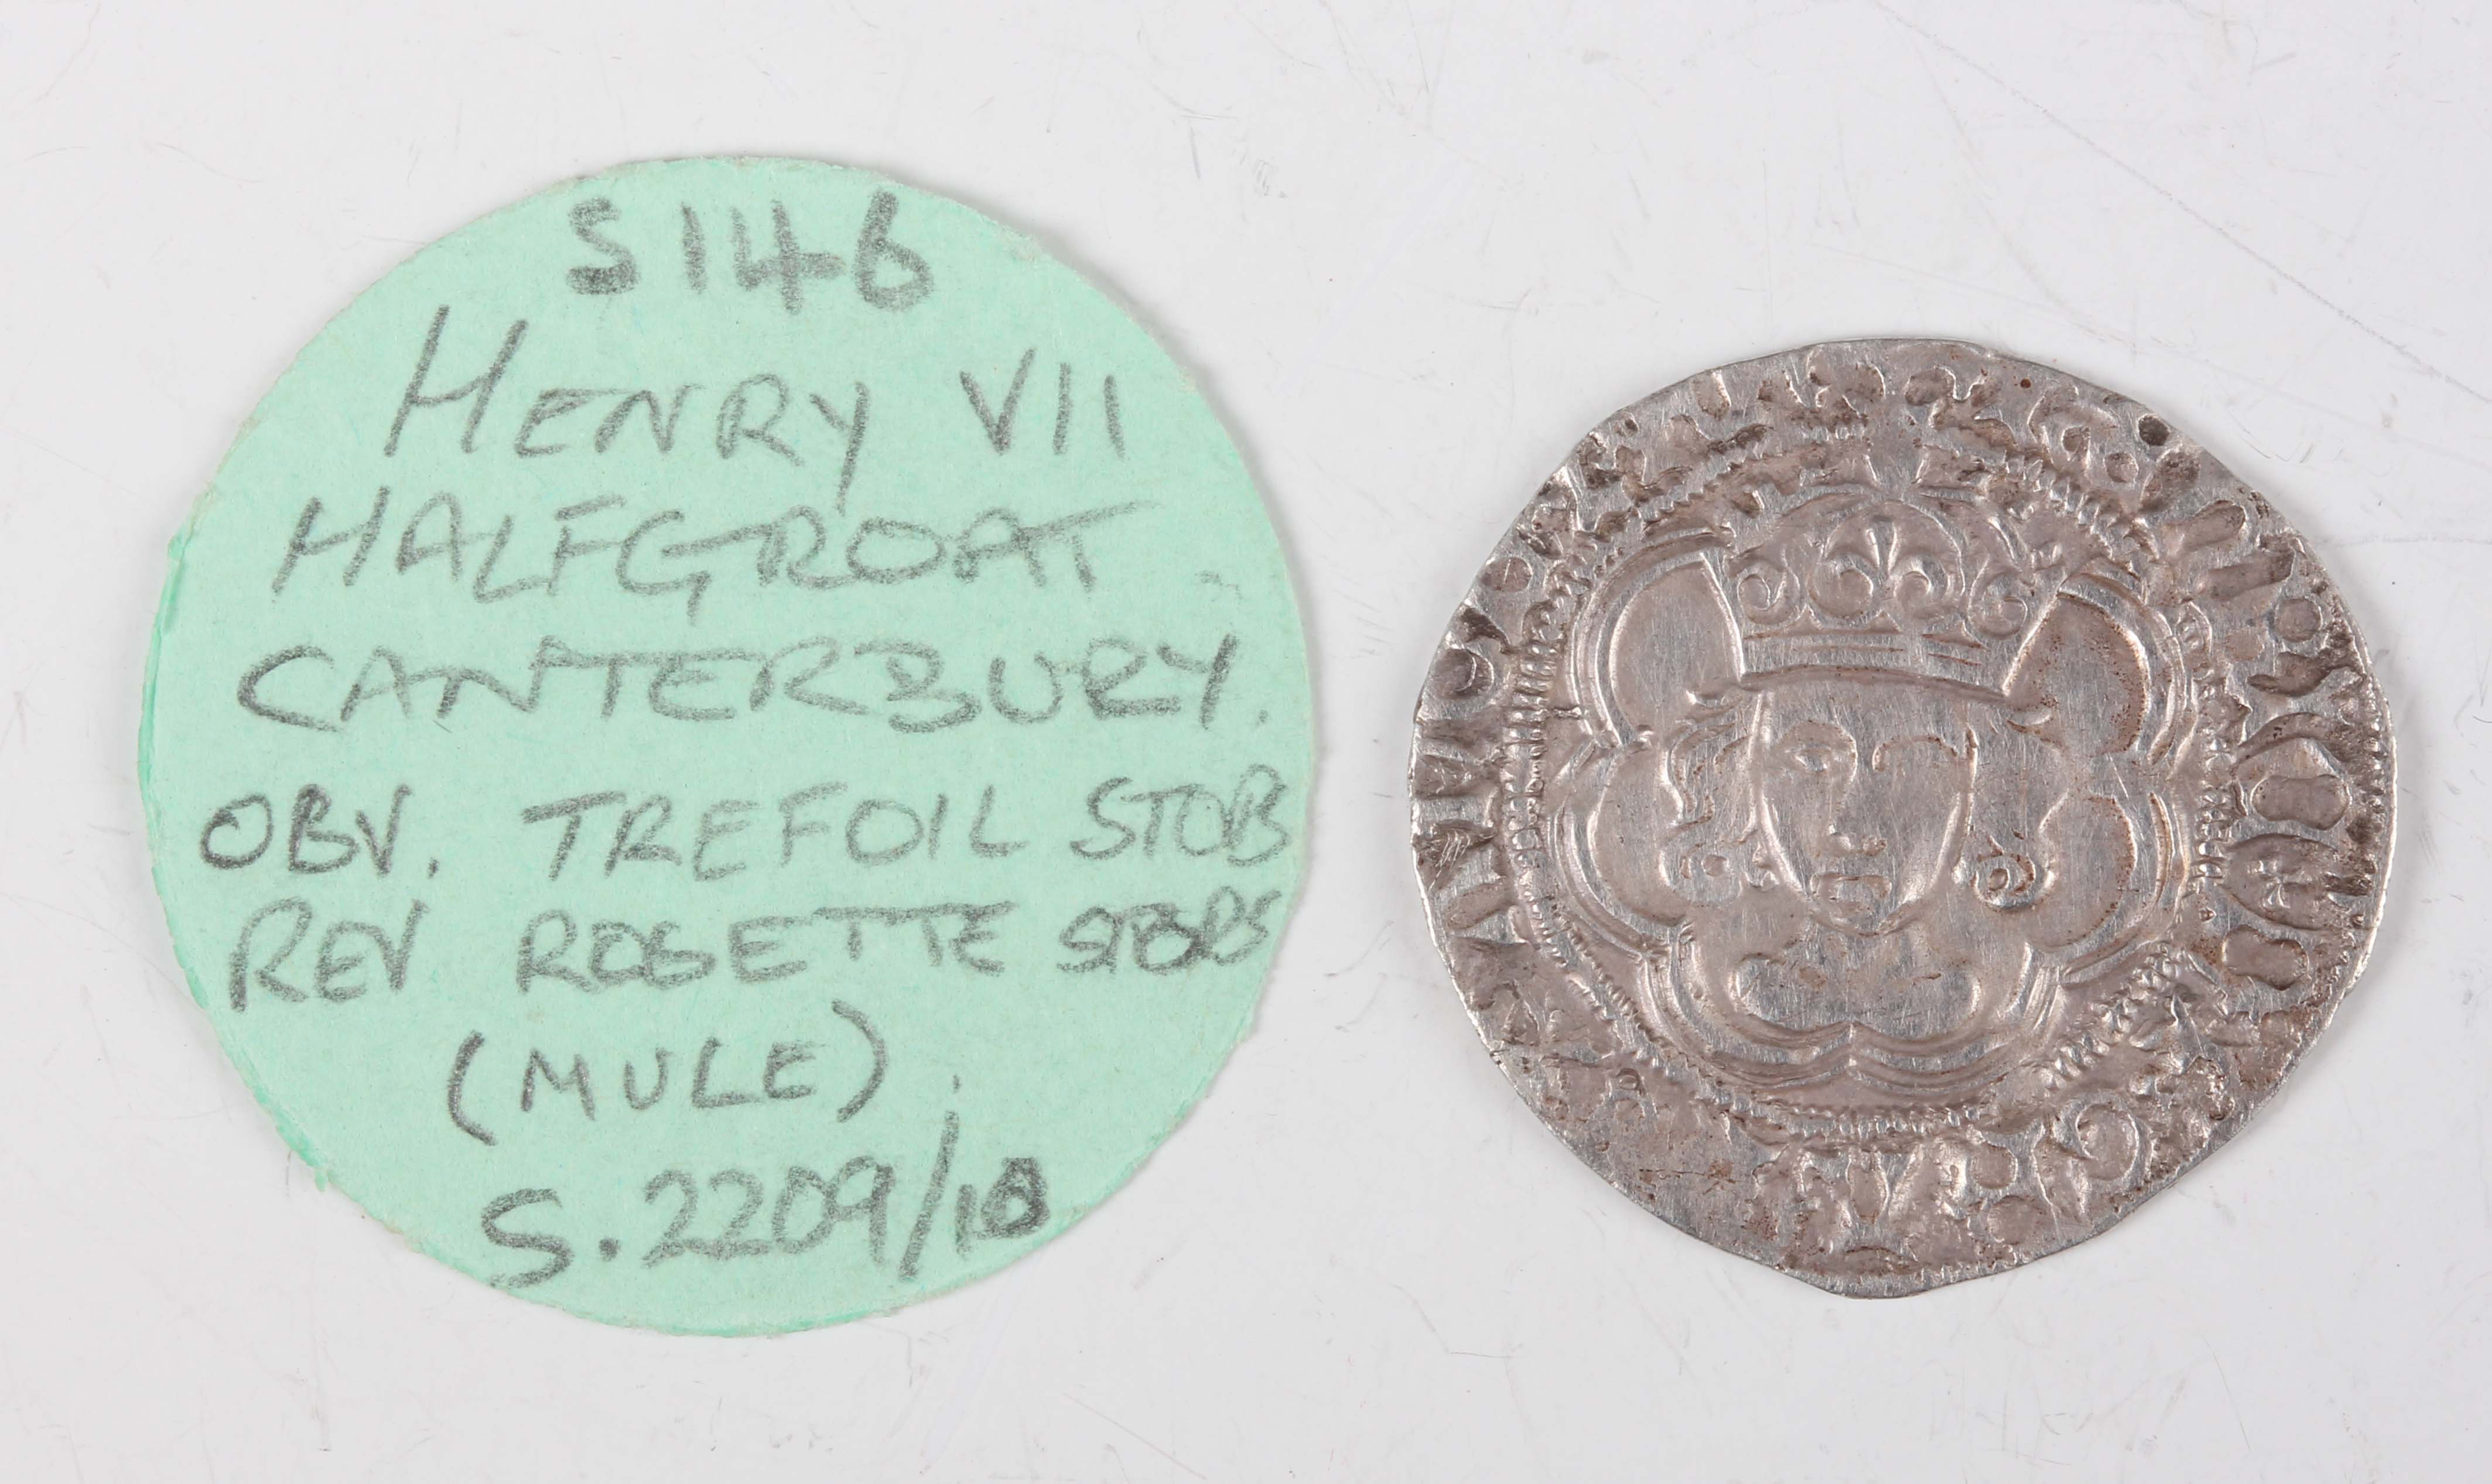 S146
HENRY VII
HALFGROAT
CANTERBURY.
OBV. TREFOIL STOPS
REV ROSETTE STOPS
(MULE).
S.2209/10